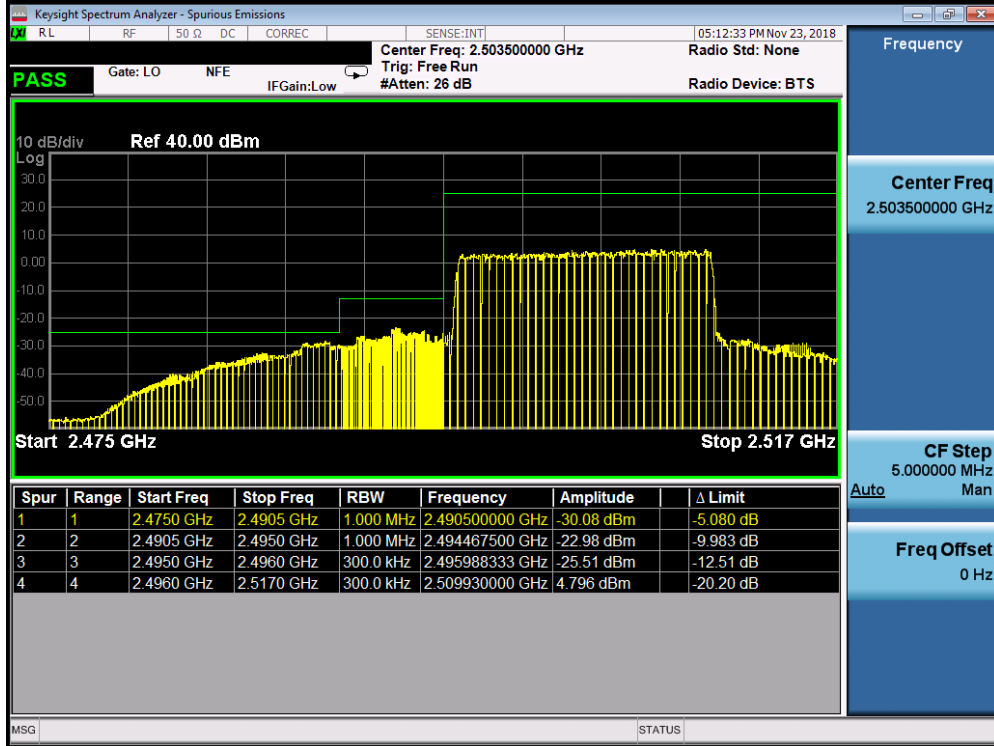 Keysight Spectrum Analyzer - Spurious Emissions
LXI RL RF 50 Ω DC CORREC SENSE:INT 05:12:33 PM Nov 23, 2018
Center Freq: 2.503500000 GHz Radio Std: None
Trig: Free Run
PASS Gate: LO NFE IFGain:Low #Atten: 26 dB Radio Device: BTS
10 dB/div Ref 40.00 dBm
Log
30.0
20.0
10.0
0.00
-10.0
-20.0
-30.0
-40.0
-50.0
Start 2.475 GHz Stop 2.517 GHz
Spur Range Start Freq Stop Freq RBW Frequency Amplitude Δ Limit
1 1 2.4750 GHz 2.4905 GHz 1.000 MHz 2.490500000 GHz -30.08 dBm -5.080 dB
2 2 2.4905 GHz 2.4950 GHz 1.000 MHz 2.494467500 GHz -22.98 dBm -9.983 dB
3 3 2.4950 GHz 2.4960 GHz 300.0 kHz 2.495988333 GHz -25.51 dBm -12.51 dB
4 4 2.4960 GHz 2.5170 GHz 300.0 kHz 2.509930000 GHz 4.796 dBm -20.20 dB
MSG STATUS
Frequency
Center Freq
2.503500000 GHz
CF Step
5.000000 MHz
Auto Man
Freq Offset
0 Hz